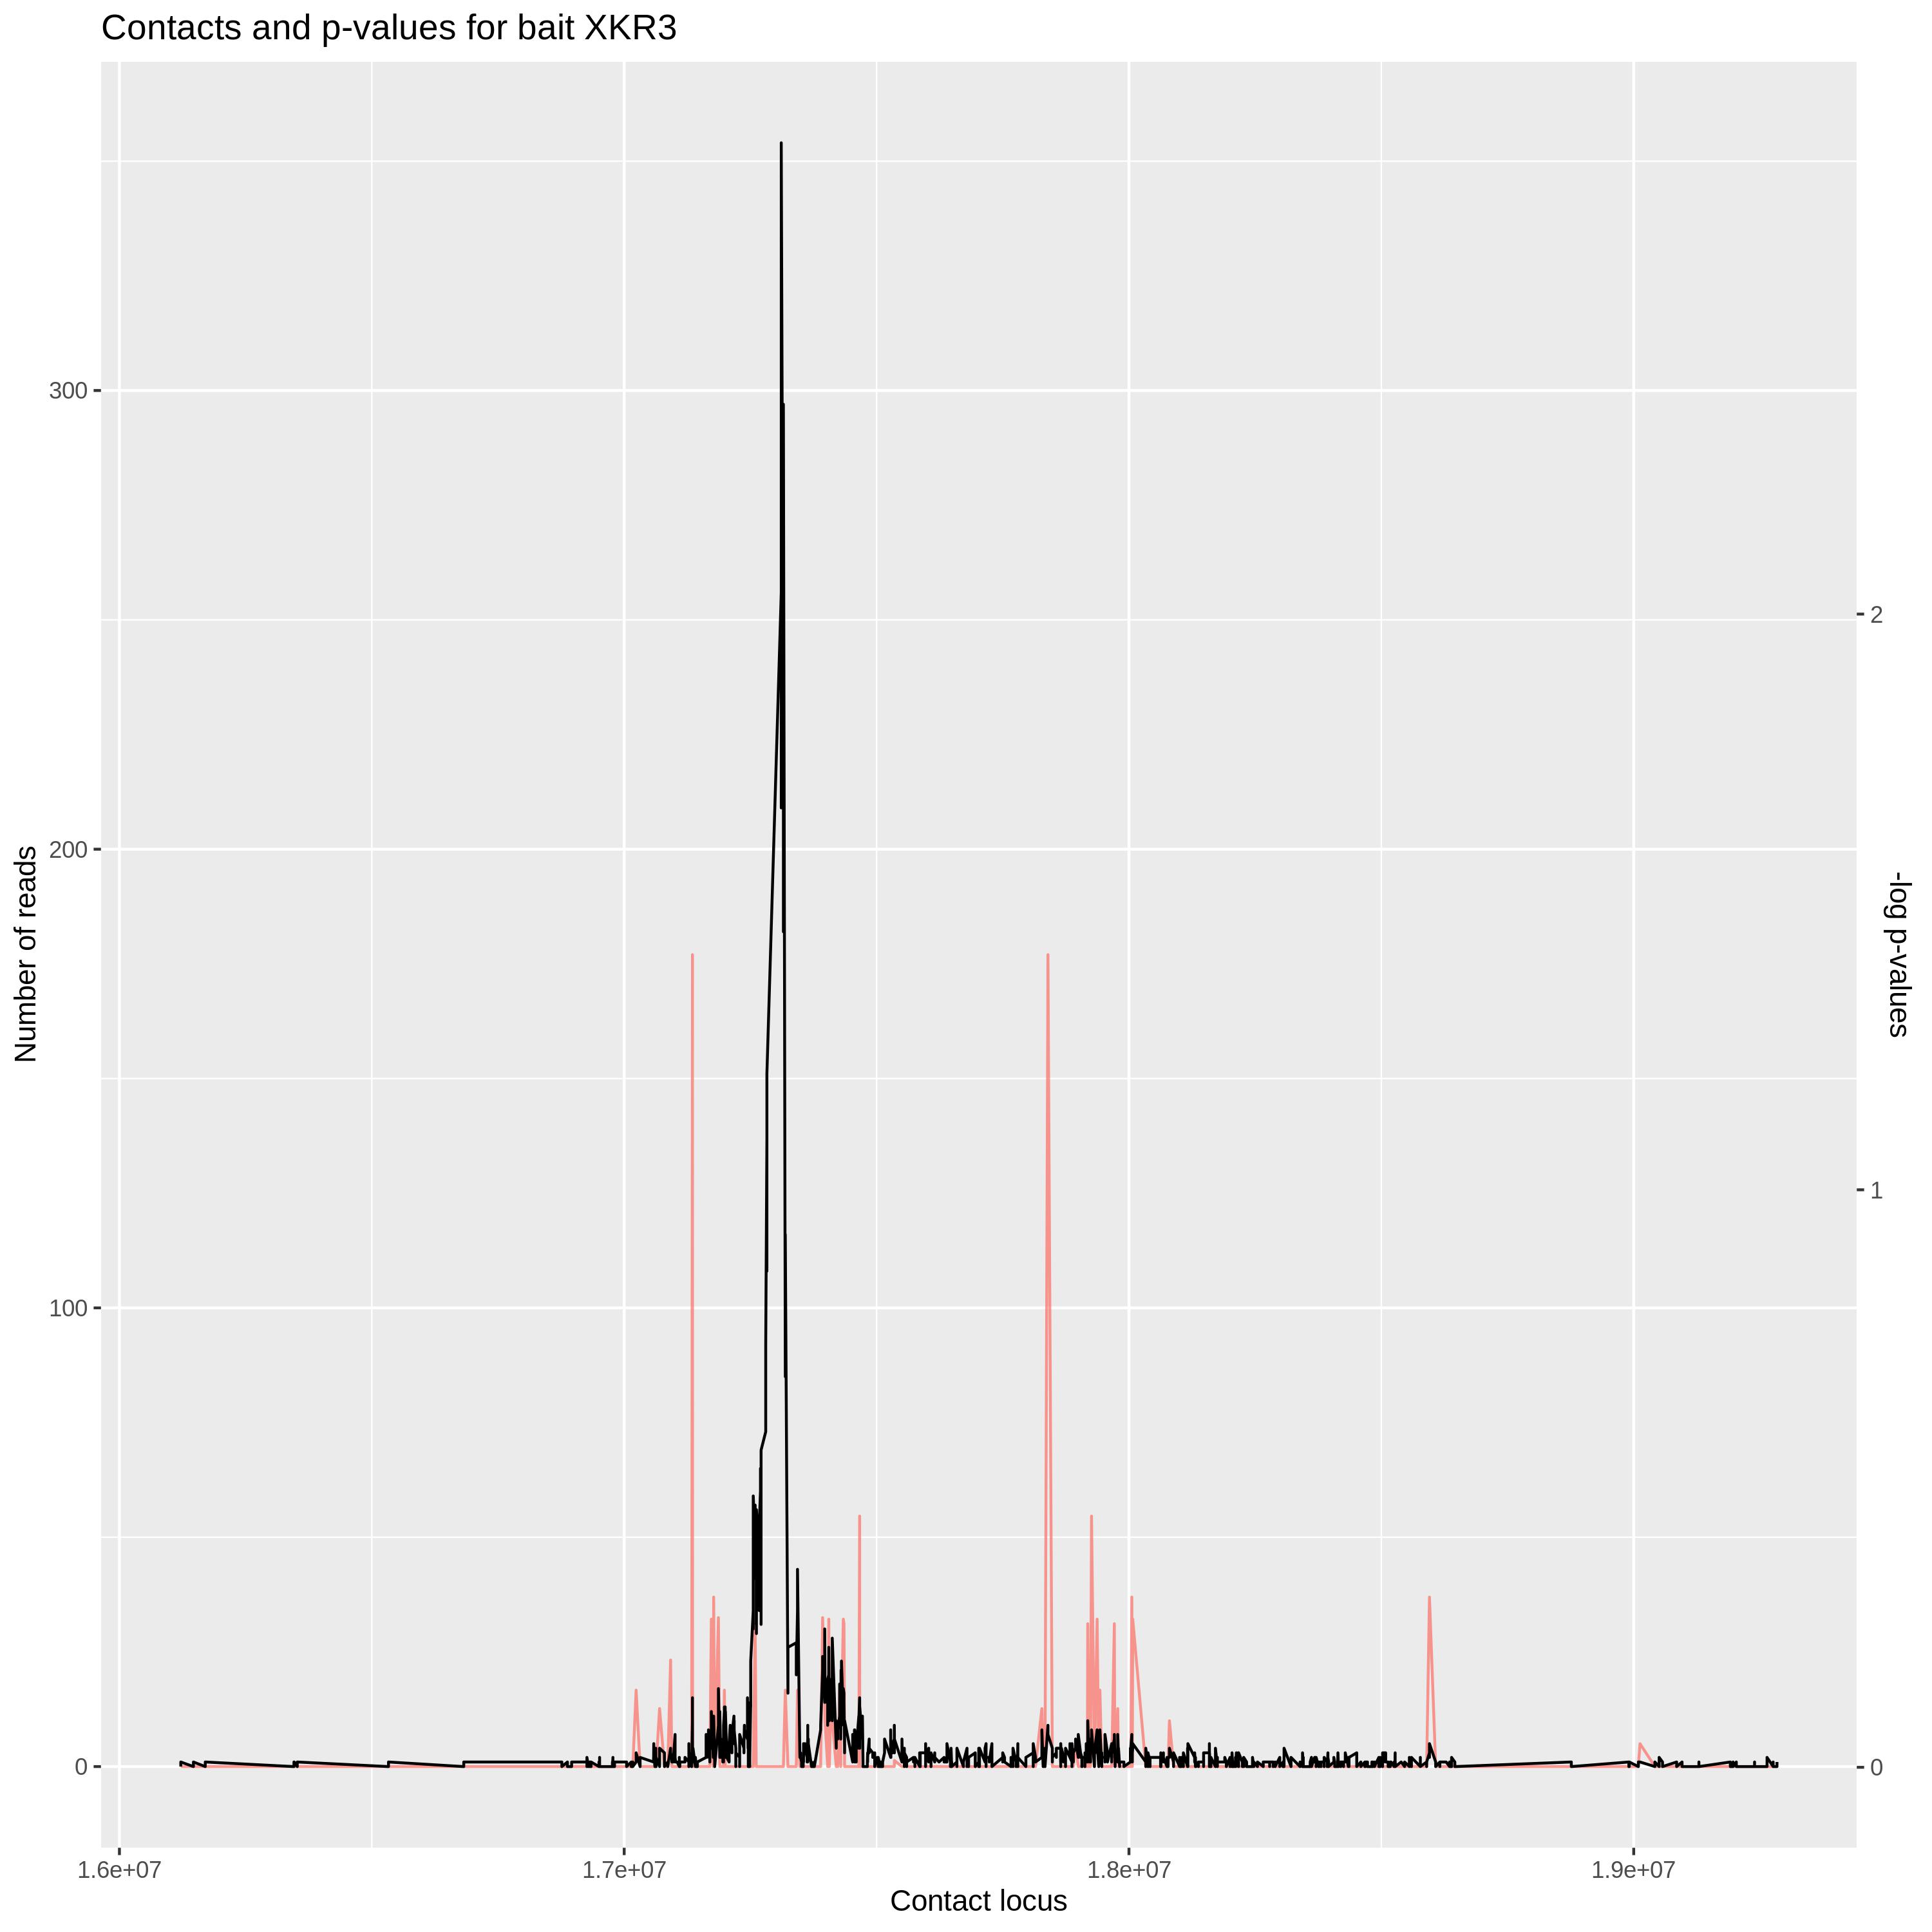 Contacts and p-values for bait XKR3
Number of reads
300
200
100
0
2
1
0
-log p-values
1.6e+07 1.7e+07 1.8e+07 1.9e+07
Contact locus